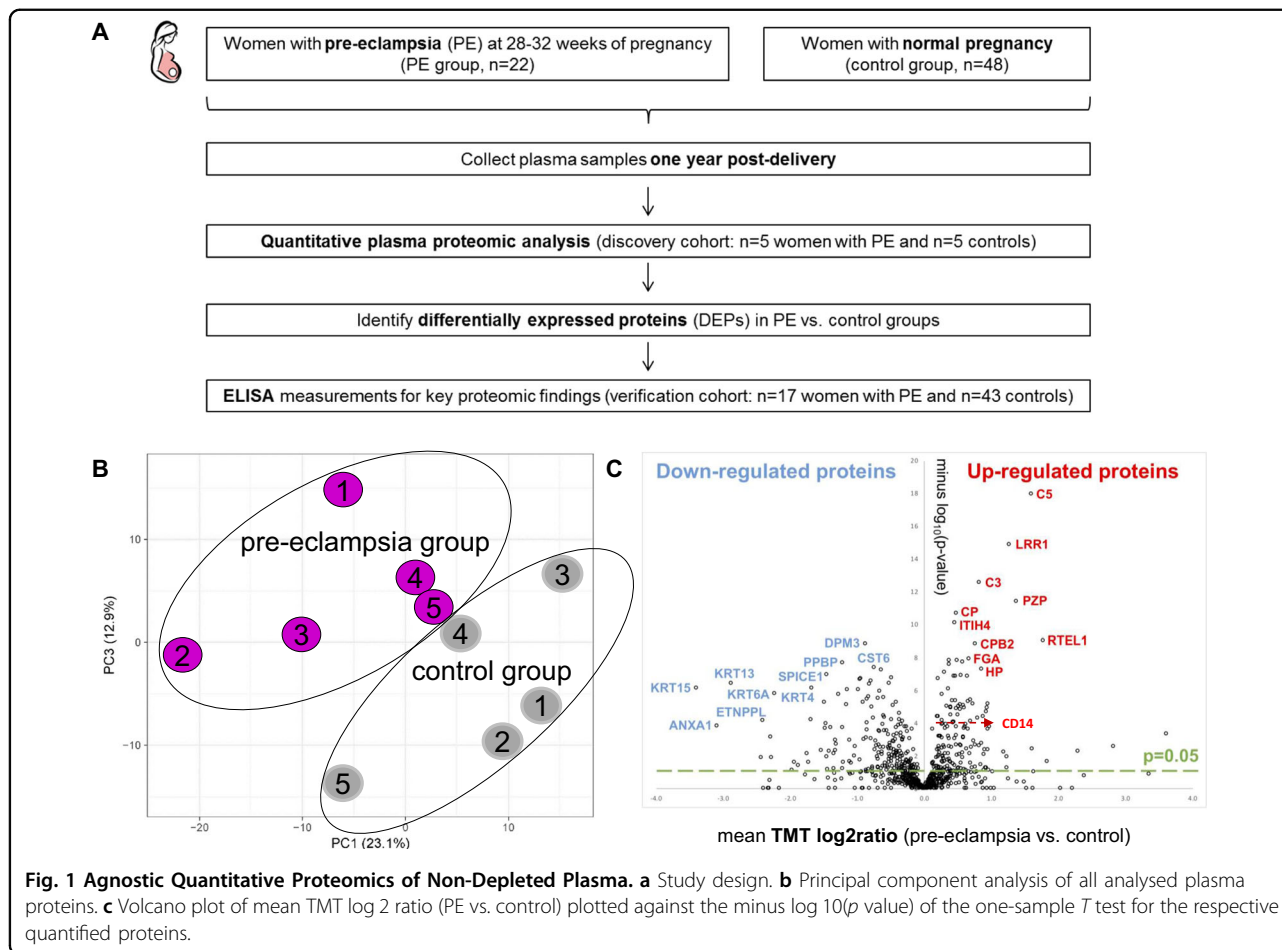 A
Women with pre-eclampsia (PE) at 28-32 weeks of pregnancy
(PE group, n=22)
Women with normal pregnancy
(control group, n=48)
Collect plasma samples one year post-delivery
Quantitative plasma proteomic analysis (discovery cohort: n=5 women with PE and n=5 controls)
Identify differentially expressed proteins (DEPs) in PE vs. control groups
ELISA measurements for key proteomic findings (verification cohort: n=17 women with PE and n=43 controls)
B
PC3 (12.9%)
10
0
−10
1
pre-eclampsia group
4
5
3
2
3
4
control group
1
2
5
−20
−10
0
10
PC1 (23.1%)
C
Down-regulated proteins
Up-regulated proteins
minus log10(p-value)
20
18
16
14
12
10
8
6
4
2
C5
LRR1
C3
PZP
CP
ITIH4
CPB2
RTEL1
FGA
HP
CD14
DPM3
PPBP
CST6
SPICE1
KRT13
KRT15
KRT6A
KRT4
ETNPPL
ANXA1
p=0.05
-4.0
-3.0
-2.0
-1.0
0.0
1.0
2.0
3.0
4.0
mean TMT log2ratio (pre-eclampsia vs. control)
Fig. 1 Agnostic Quantitative Proteomics of Non-Depleted Plasma. a Study design. b Principal component analysis of all analysed plasma
proteins. c Volcano plot of mean TMT log 2 ratio (PE vs. control) plotted against the minus log 10(p value) of the one-sample T test for the respective
quantified proteins.